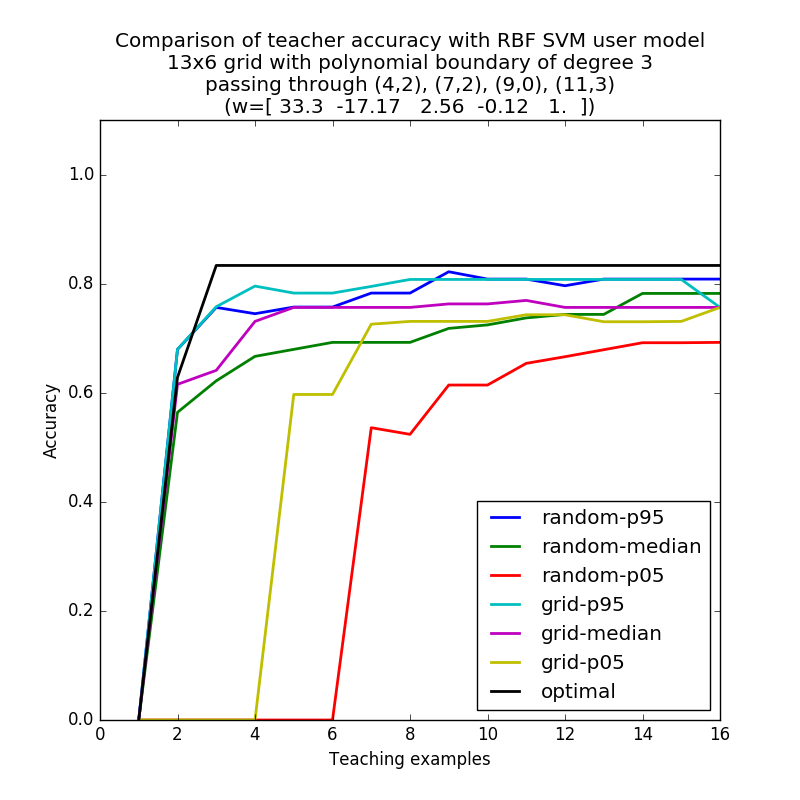 Comparison of teacher accuracy with RBF SVM user model
13x6 grid with polynomial boundary of degree 3
passing through (4,2), (7,2), (9,0), (11,3)
(w=[ 33.3  -17.17   2.56  -0.12   1.  ])
1.0
0.8
0.6
0.4
0.2
0.0
Accuracy
0 2 4 6 8 10 12 14 16
Teaching examples
random-p95
random-median
random-p05
grid-p95
grid-median
grid-p05
optimal